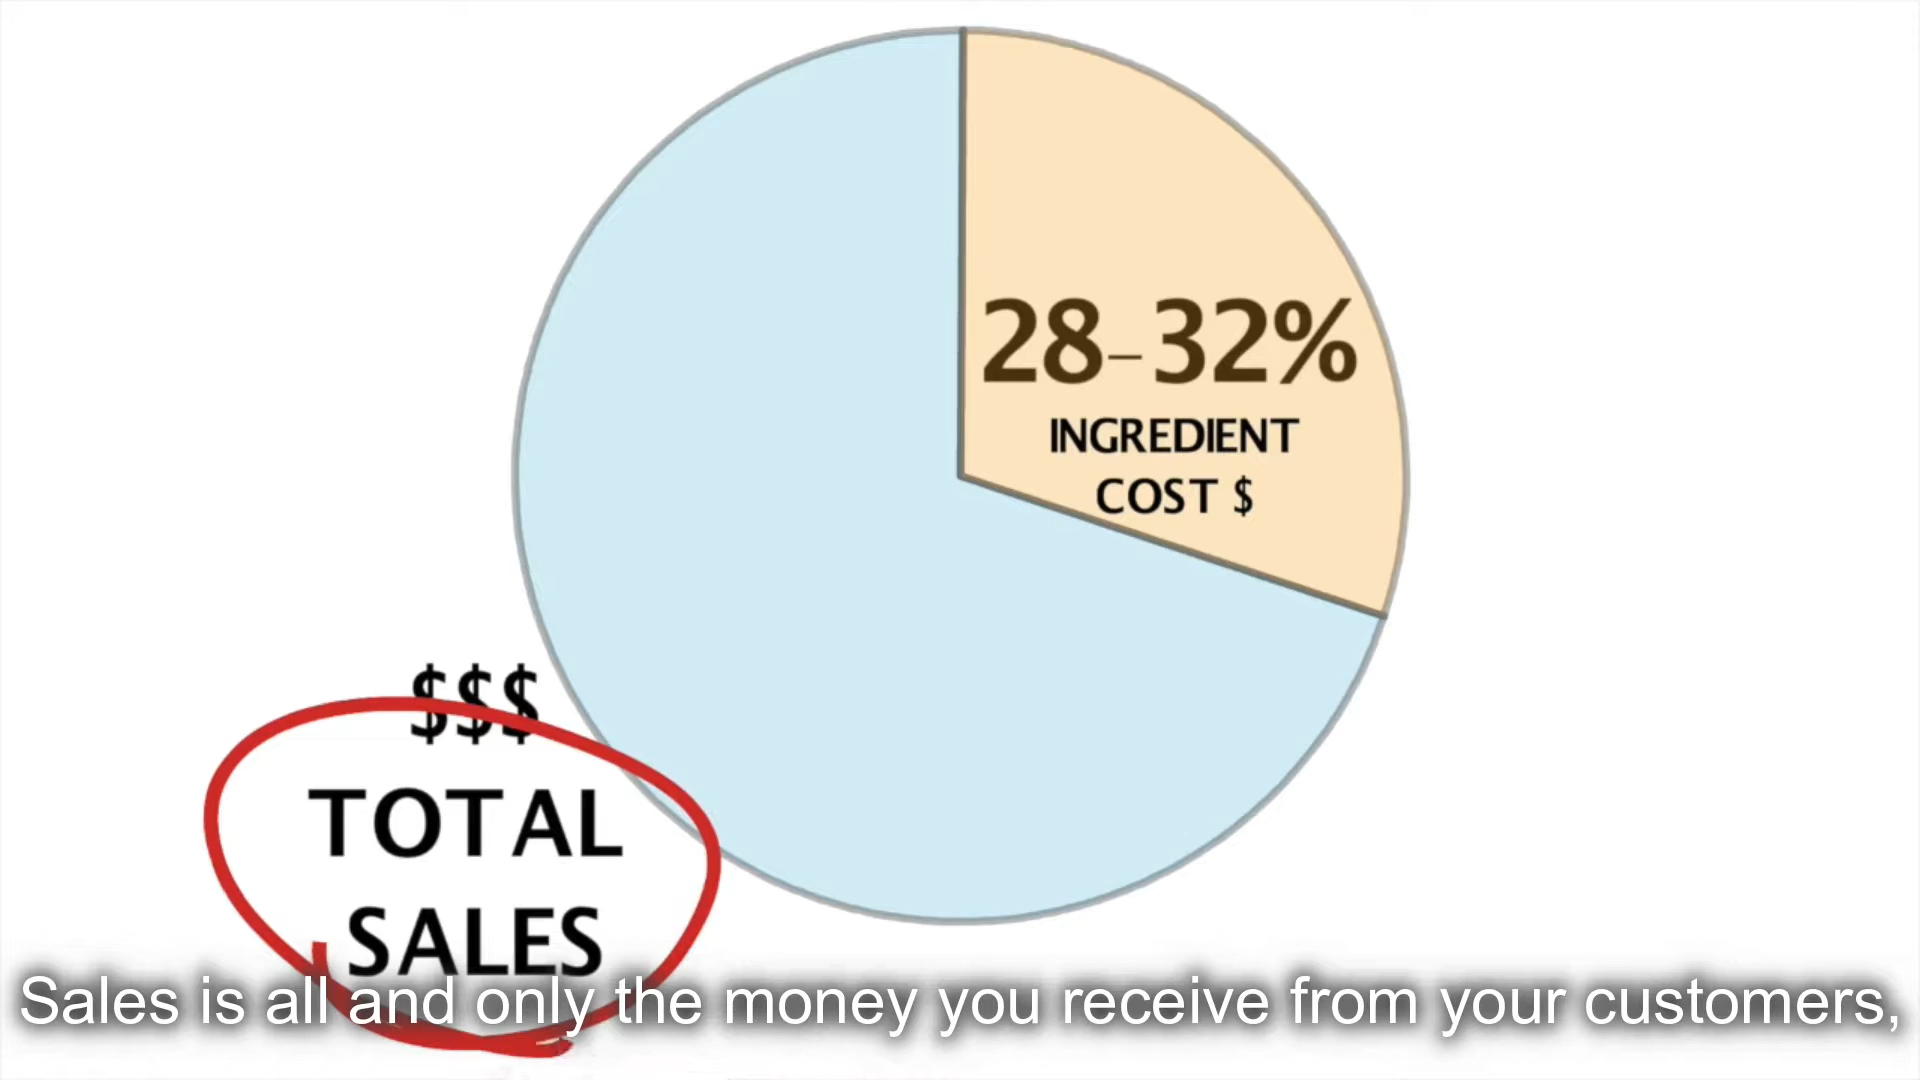 28–32%
INGREDIENT
COST $
$$$
TOTAL
SALES
Sales is all and only the money you receive from your customers,